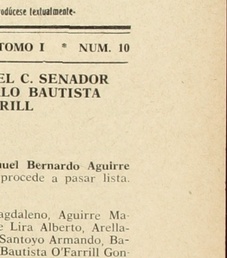 odúcese textualmente-
TOMO I * NUM. 10
EL C. SENADOR
LO BAUTISTA
RRILL
uel Bernardo Aguirre
procede a pasar lista.
agdaleno, Aguirre Ma-
e Lira Alberto, Arella-
Santoyo Armando, Ba-
Bautista O'Farrill Gon-